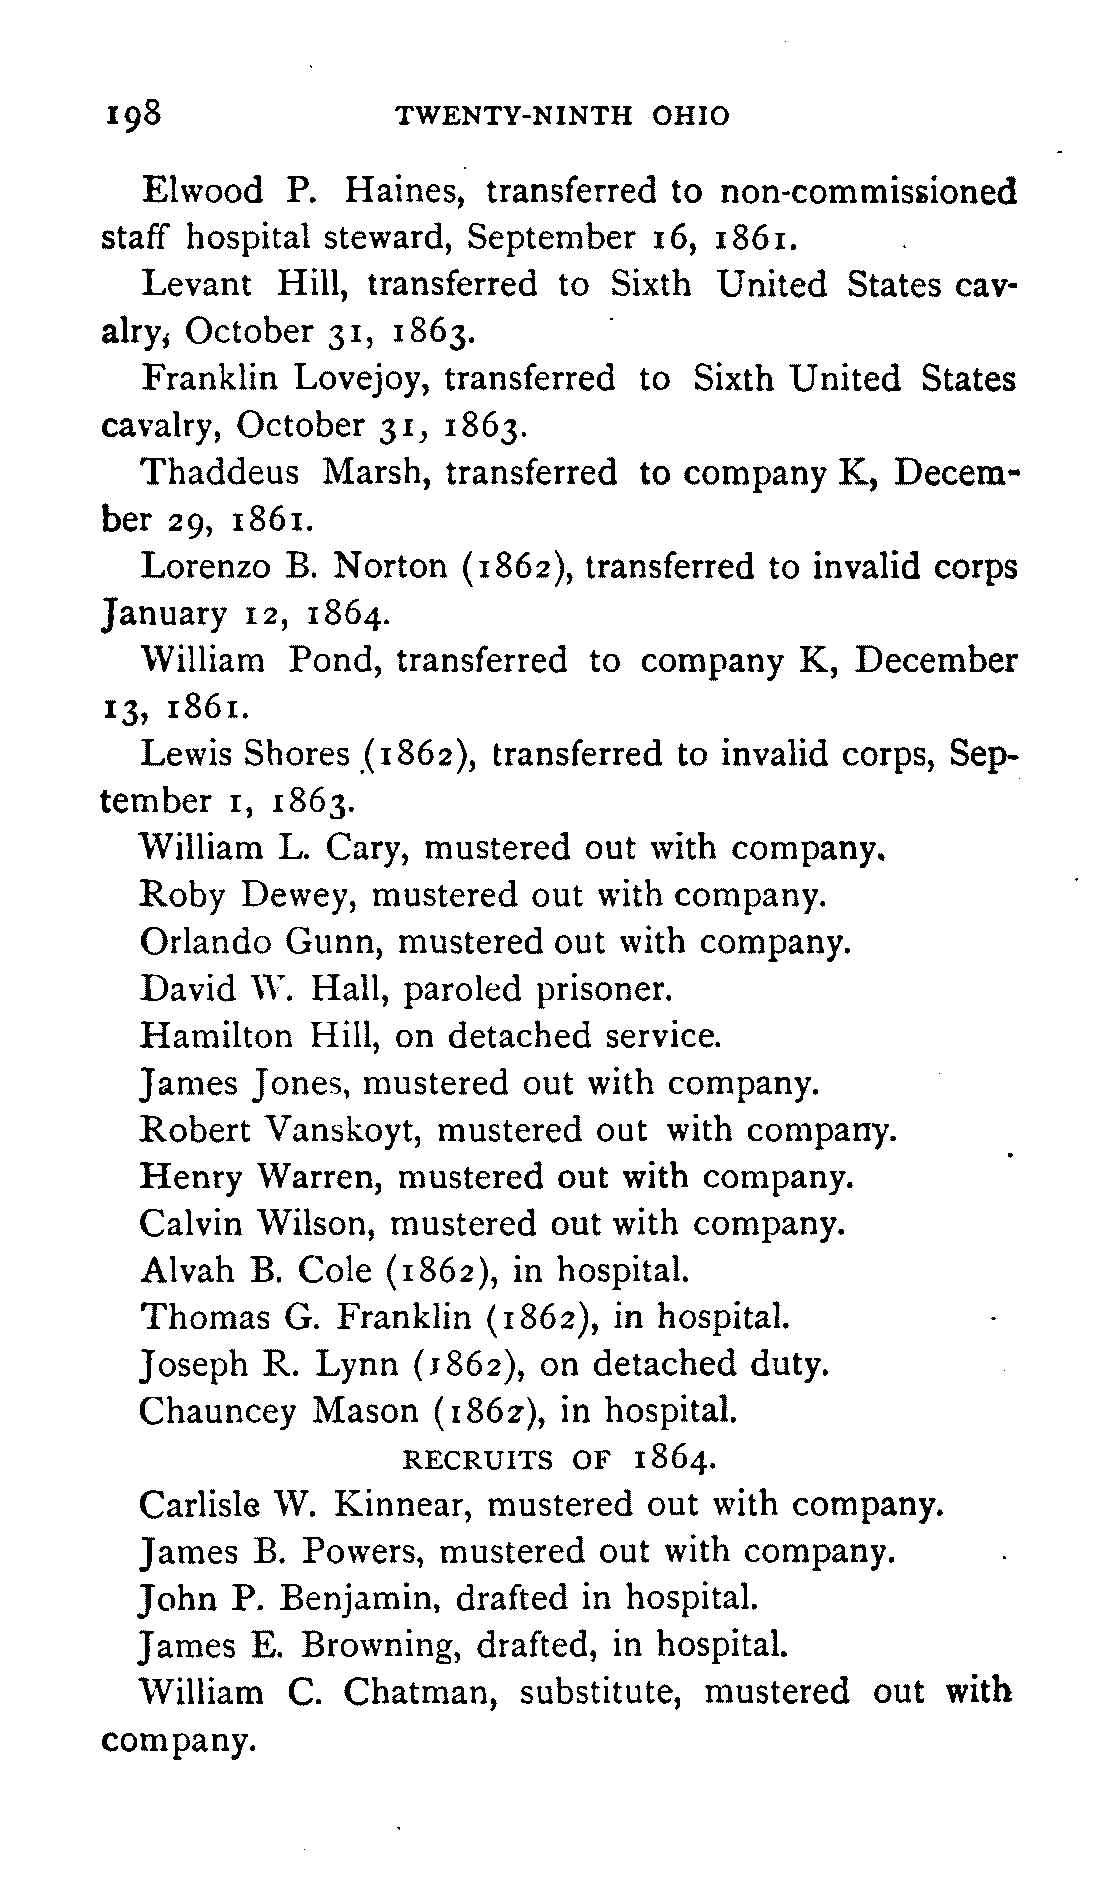 198 TWENTY-NINTH OHIO
Elwood P. Haines, transferred to non-commissioned
staff hospital steward, September 16, 1861.
Levant Hill, transferred to Sixth United States cav-
alry, October 31, 1863.
Franklin Lovejoy, transferred to Sixth United States
cavalry, October 31, 1863.
Thaddeus Marsh, transferred to company K, Decem-
ber 29, 1861.
Lorenzo B. Norton (1862), transferred to invalid corps
January 12, 1864.
William Pond, transferred to company K, December
13, 1861.
Lewis Shores (1862), transferred to invalid corps, Sep-
tember 1, 1863.
William L. Cary, mustered out with company.
Roby Dewey, mustered out with company.
Orlando Gunn, mustered out with company.
David W. Hall, paroled prisoner.
Hamilton Hill, on detached service.
James Jones, mustered out with company.
Robert Vanskoyt, mustered out with company.
Henry Warren, mustered out with company.
Calvin Wilson, mustered out with company.
Alvah B. Cole (1862), in hospital.
Thomas G. Franklin (1862), in hospital.
Joseph R. Lynn (1862), on detached duty.
Chauncey Mason (1862), in hospital.
RECRUITS OF 1864.
Carlisle W. Kinnear, mustered out with company.
James B. Powers, mustered out with company.
John P. Benjamin, drafted in hospital.
James E. Browning, drafted, in hospital.
William C. Chatman, substitute, mustered out with
company.